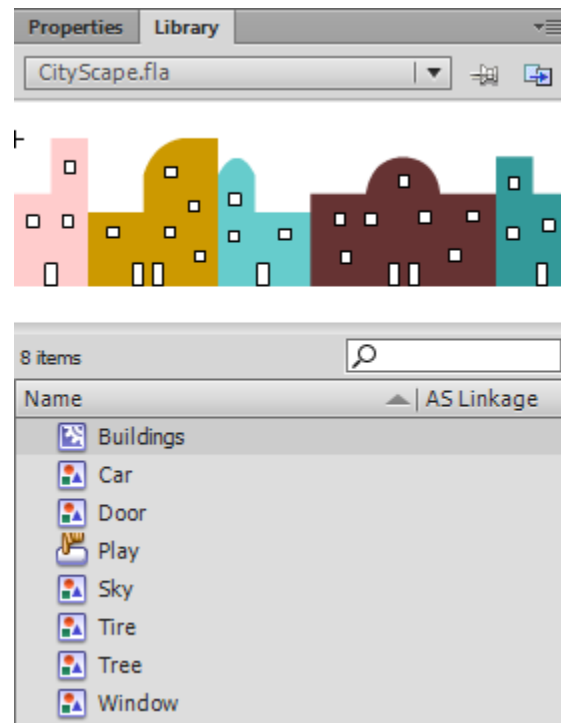 Properties Library
CityScape.fla
8 items
Name AS Linkage
Buildings
Car
Door
Play
Sky
Tire
Tree
Window